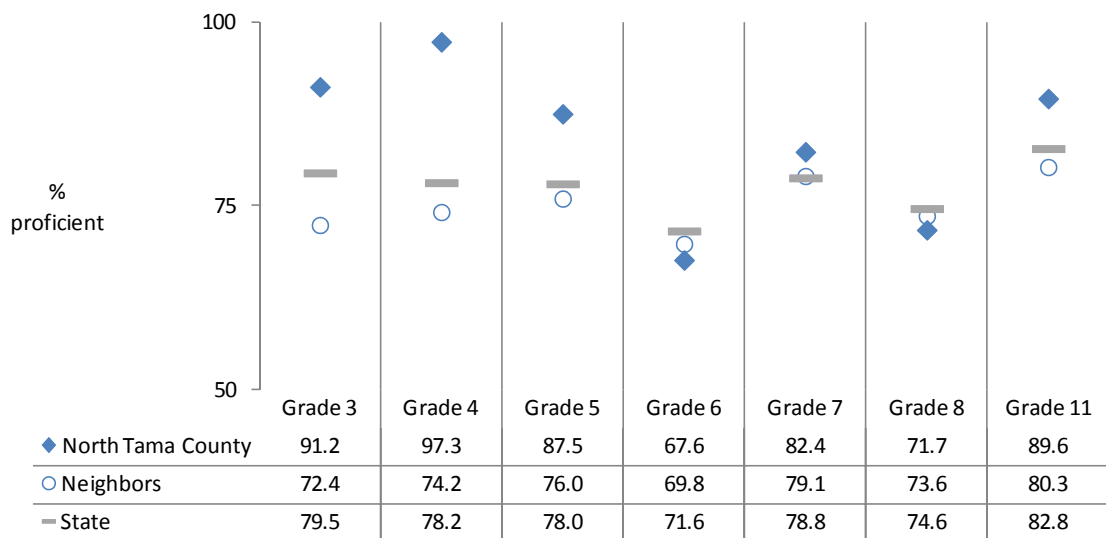 100
75
50
%
proficient
Grade 3 Grade 4 Grade 5 Grade 6 Grade 7 Grade 8 Grade 11
North Tama County 91.2 97.3 87.5 67.6 82.4 71.7 89.6
Neighbors 72.4 74.2 76.0 69.8 79.1 73.6 80.3
State 79.5 78.2 78.0 71.6 78.8 74.6 82.8